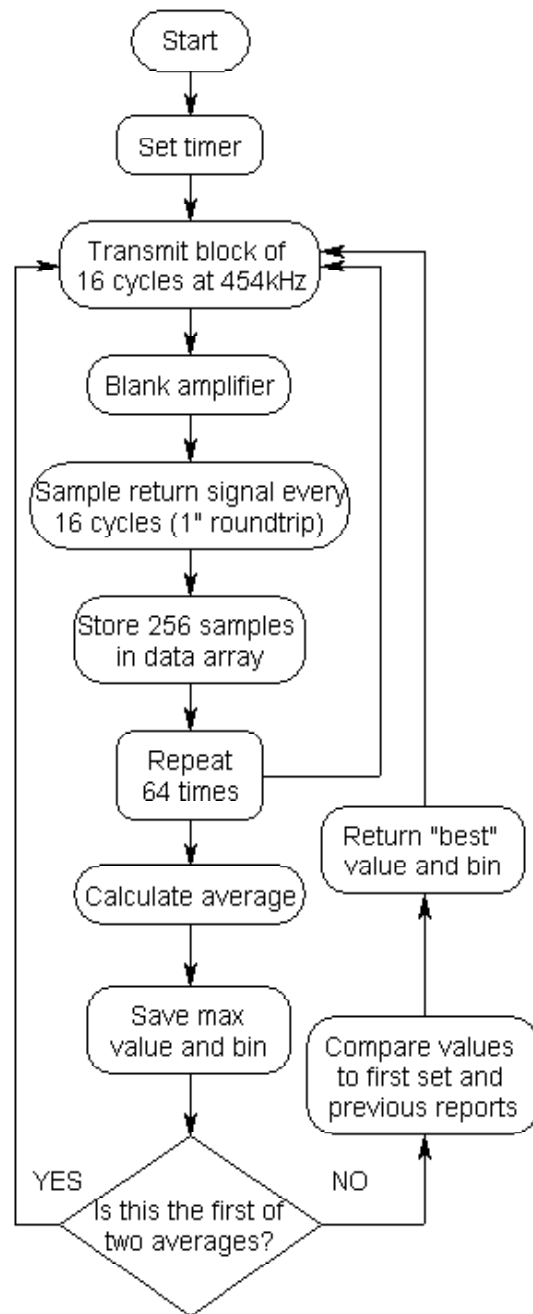 Start
Set timer
Transmit block of
16 cycles at 454kHz
Blank amplifier
Sample return signal every
16 cycles (1" roundtrip)
Store 256 samples
in data array
Repeat
64 times
Calculate average
Save max
value and bin
Is this the first of
two averages?
YES
NO
Compare values
to first set and
previous reports
Return "best"
value and bin